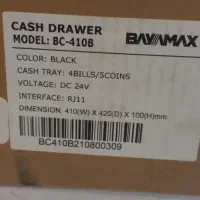 CASH DRAWER
MODEL: BC-410B
BAYAMAX
COLOR: BLACK
CASH TRAY: 4BILLS/5COINS
VOLTAGE: DC 24V
INTERFACE: RJ11
DIMENSION: 410(W) X 420(D) X 100(H)mm
BC410B210800309